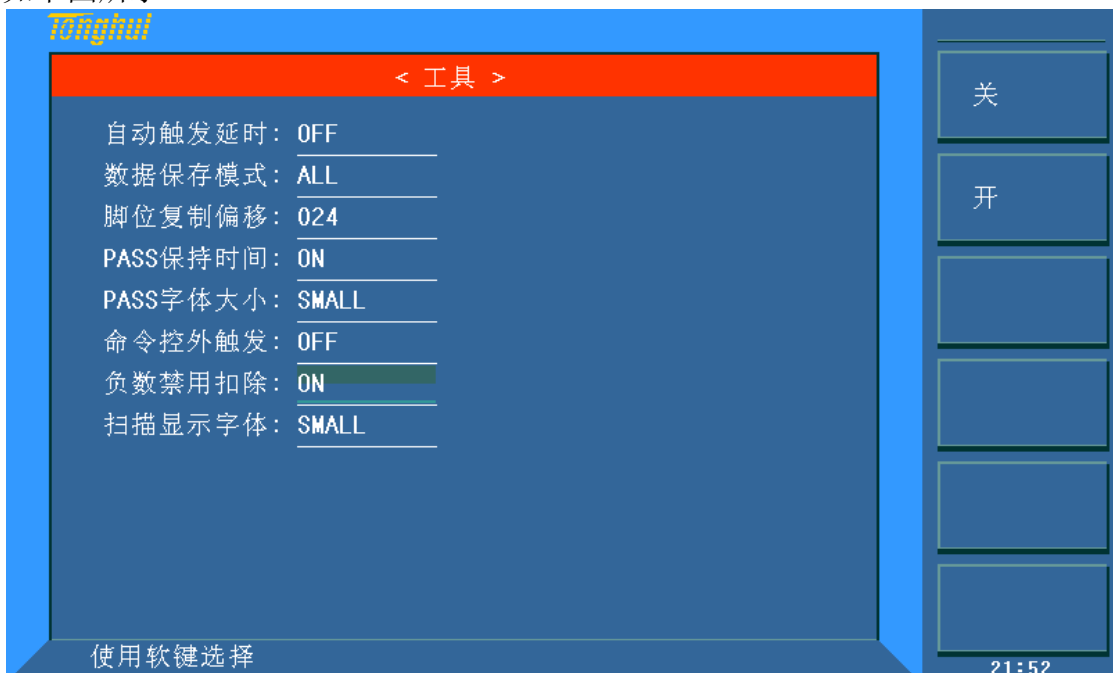 Tonghui
< 工具 >
自动触发延时: OFF
数据保存模式: ALL
脚位复制偏移: 024
PASS保持时间: ON
PASS字体大小: SMALL
命令控外触发: OFF
负数禁用扣除: ON
扫描显示字体: SMALL
使用软键选择
关
开
21:52